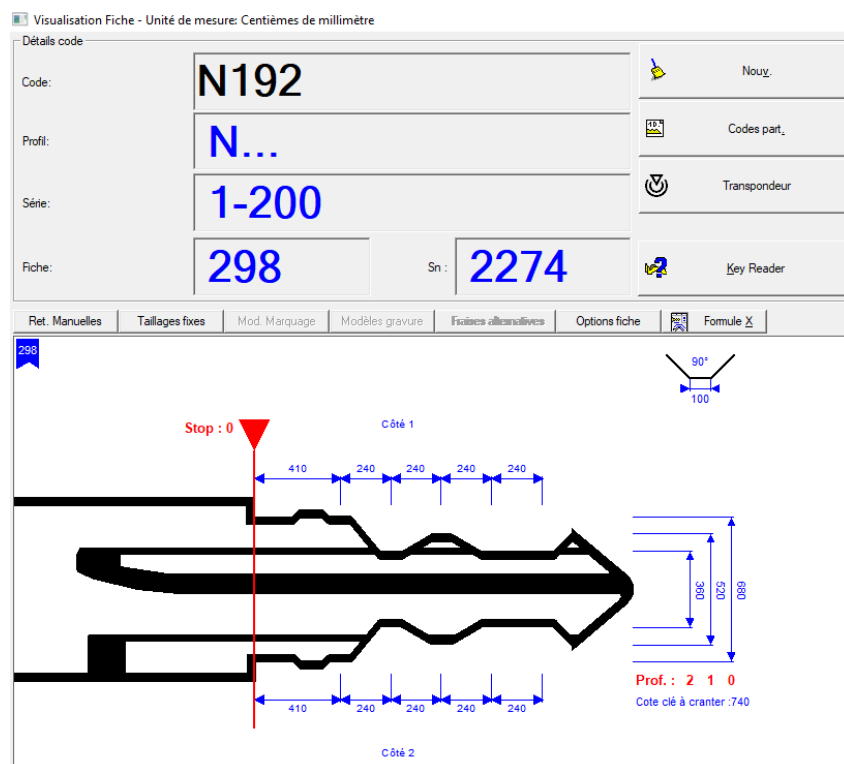 Visualisation Fiche - Unité de mesure: Centièmes de millimètre
Détails code
Code:
N192
Nouv.
Profil:
N...
Codes part.
Série:
1-200
Transpondeur
Fiche:
298
Sn :
2274
Key Reader
Ret. Manuelles
Taillages fixes
Mod. Marquage
Modèles gravure
Fraises alternatives
Options fiche
Formule X
298
90°
100
Stop : 0
Côté 1
410 240 240 240 240
360 520 680
Prof. : 2 1 0
Cote clé à cranter :740
410 240 240 240 240
Côté 2